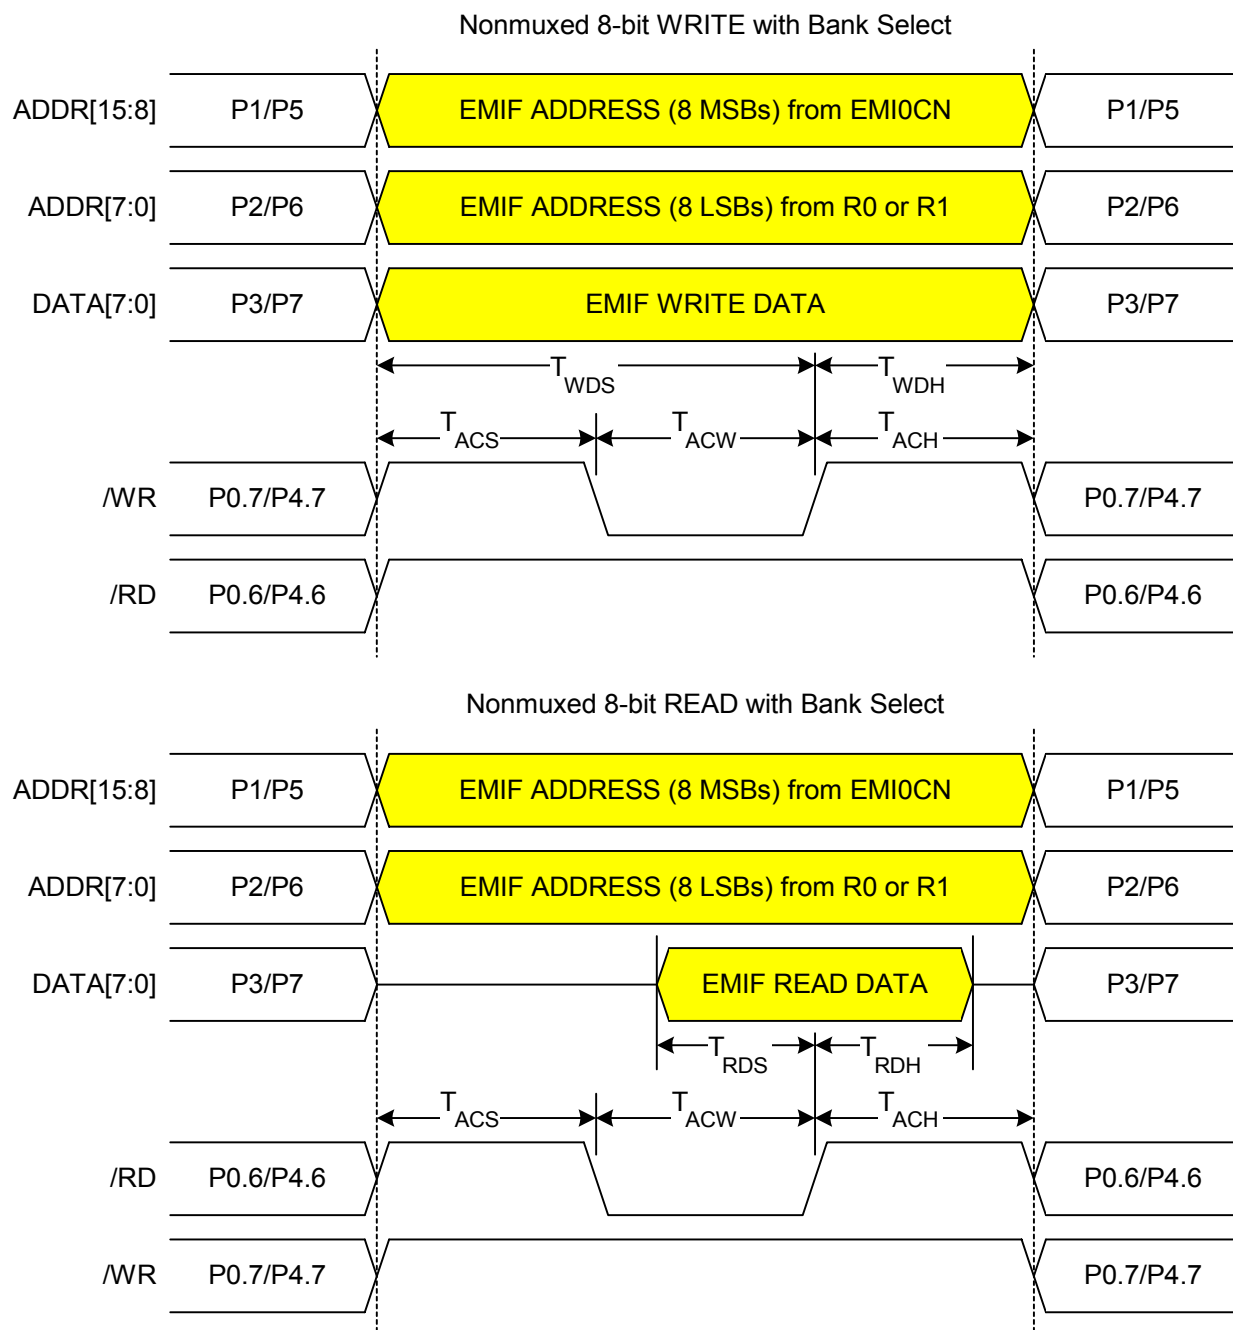 Nonmuxed 8-bit WRITE with Bank Select
ADDR[15:8] P1/P5 EMIF ADDRESS (8 MSBs) from EMI0CN P1/P5
ADDR[7:0] P2/P6 EMIF ADDRESS (8 LSBs) from R0 or R1 P2/P6
DATA[7:0] P3/P7 EMIF WRITE DATA P3/P7
TWDS TWDH
TACS TACW TACH
/WR P0.7/P4.7 P0.7/P4.7
/RD P0.6/P4.6 P0.6/P4.6
Nonmuxed 8-bit READ with Bank Select
ADDR[15:8] P1/P5 EMIF ADDRESS (8 MSBs) from EMI0CN P1/P5
ADDR[7:0] P2/P6 EMIF ADDRESS (8 LSBs) from R0 or R1 P2/P6
DATA[7:0] P3/P7 EMIF READ DATA P3/P7
TRDS TRDH
TACS TACW TACH
/RD P0.6/P4.6 P0.6/P4.6
/WR P0.7/P4.7 P0.7/P4.7